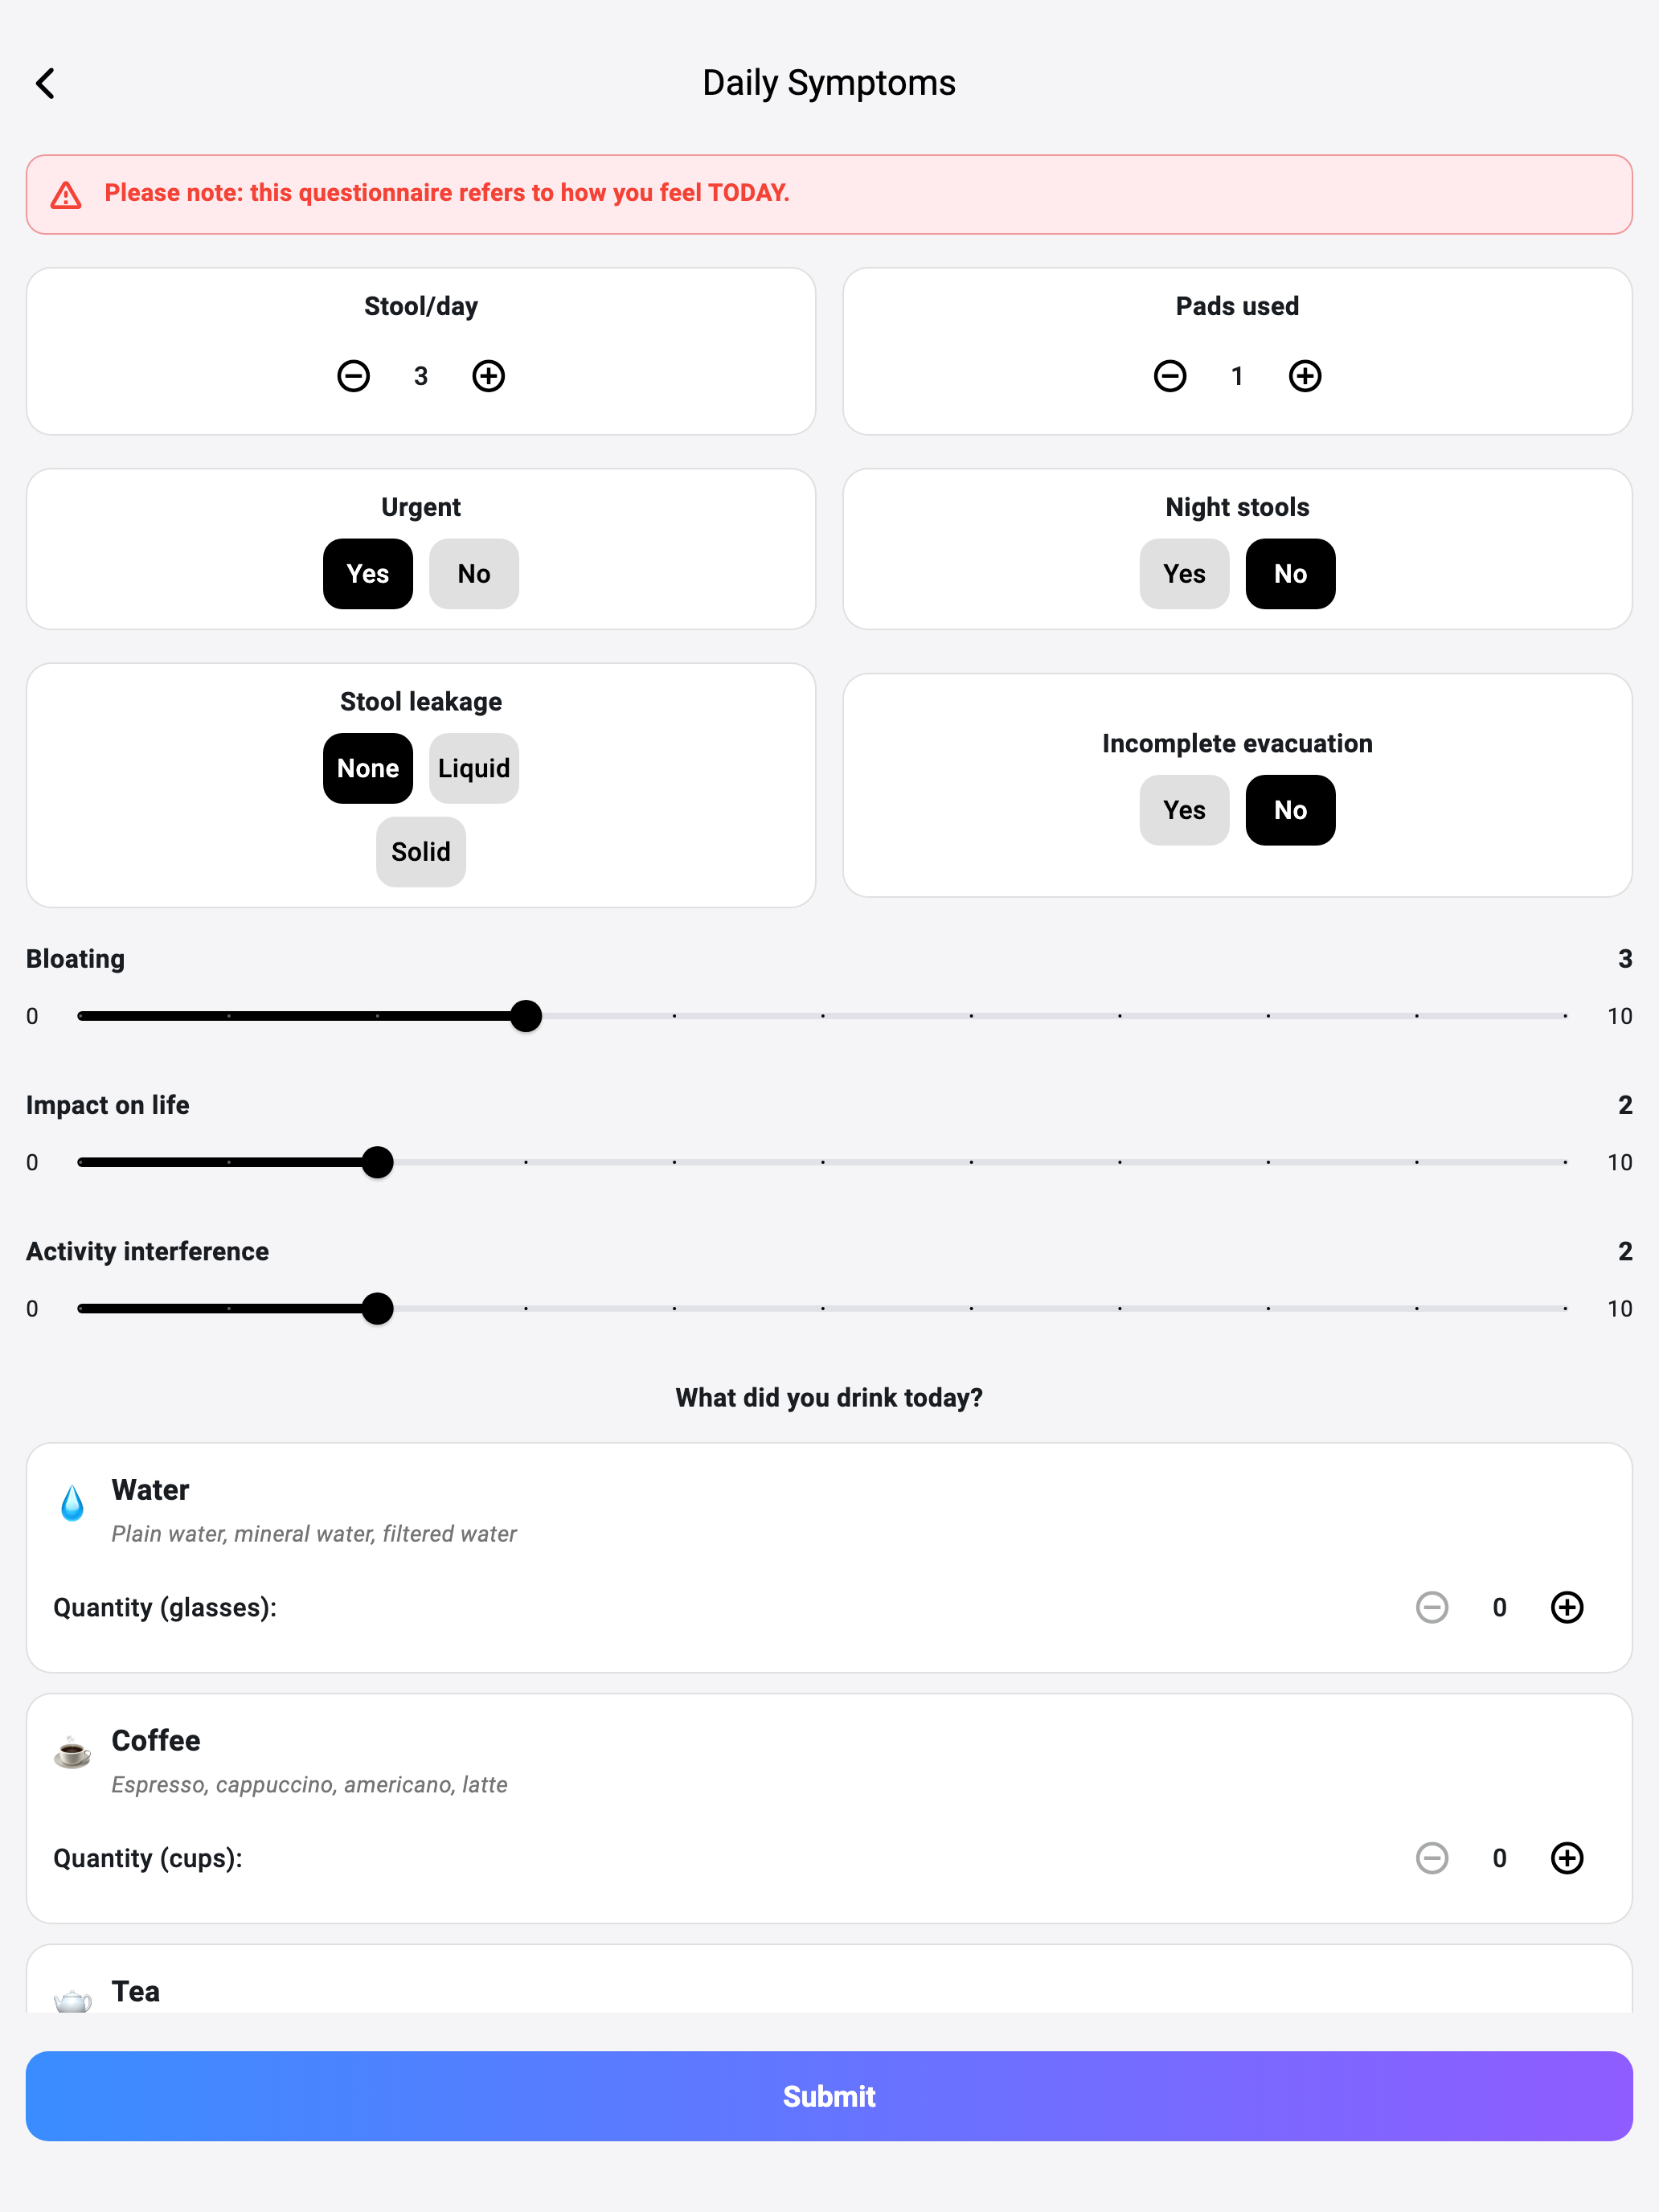 Daily Symptoms
Please note: this questionnaire refers to how you feel TODAY.
Stool/day
3
Pads used
1
Urgent
Yes No
Night stools
Yes No
Stool leakage
None Liquid
Solid
Incomplete evacuation
Yes No
Bloating 3
0 10
Impact on life 2
0 10
Activity interference 2
0 10
What did you drink today?
Water
Plain water, mineral water, filtered water
Quantity (glasses): 0
Coffee
Espresso, cappuccino, americano, latte
Quantity (cups): 0
Tea
Submit